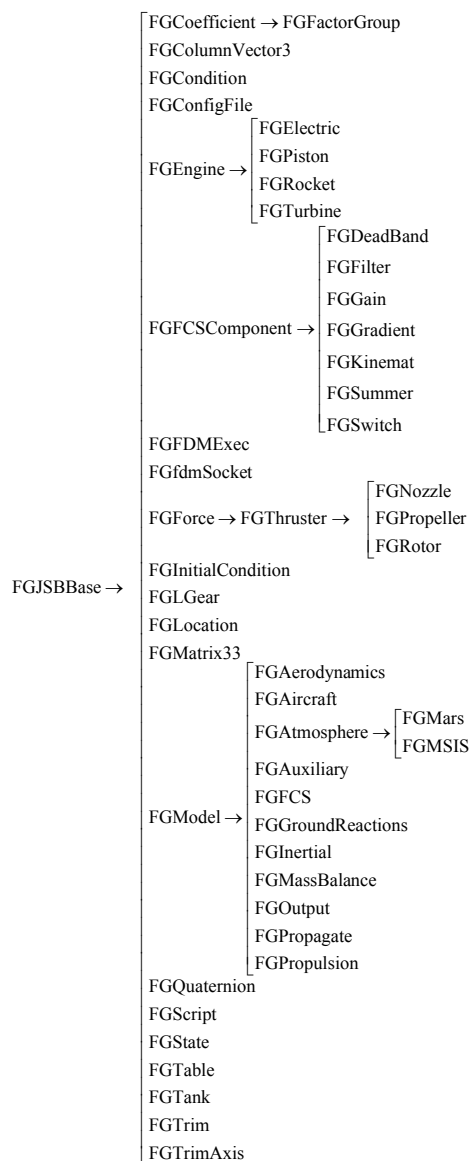 FGCoefficient → FGFactorGroup
FGColumnVector3
FGCondition
FGConfigFile
FGElectric
FGPiston
FGEngine →
FGRocket
FGTurbine
FGDeadBand
FGFilter
FGGain
FGFCSComponent → FGGradient
FGKinemat
FGSummer
FGSwitch
FGFDMExec
FGfdmSocket
FGNozzle
FGForce → FGThruster → FGPropeller
FGRotor
FGInitialCondition
FGJSBBase → FGLGear
FGLocation
FGMatrix33
FGAerodynamics
FGAircraft
FGAtmosphere → FGMars
FGMSIS
FGAuxiliary
FGFCS
FGModel → FGGroundReactions
FGInertial
FGMassBalance
FGOutput
FGPropagate
FGPropulsion
FGQuaternion
FGScript
FGState
FGTable
FGTank
FGTrim
FGTrimAxis